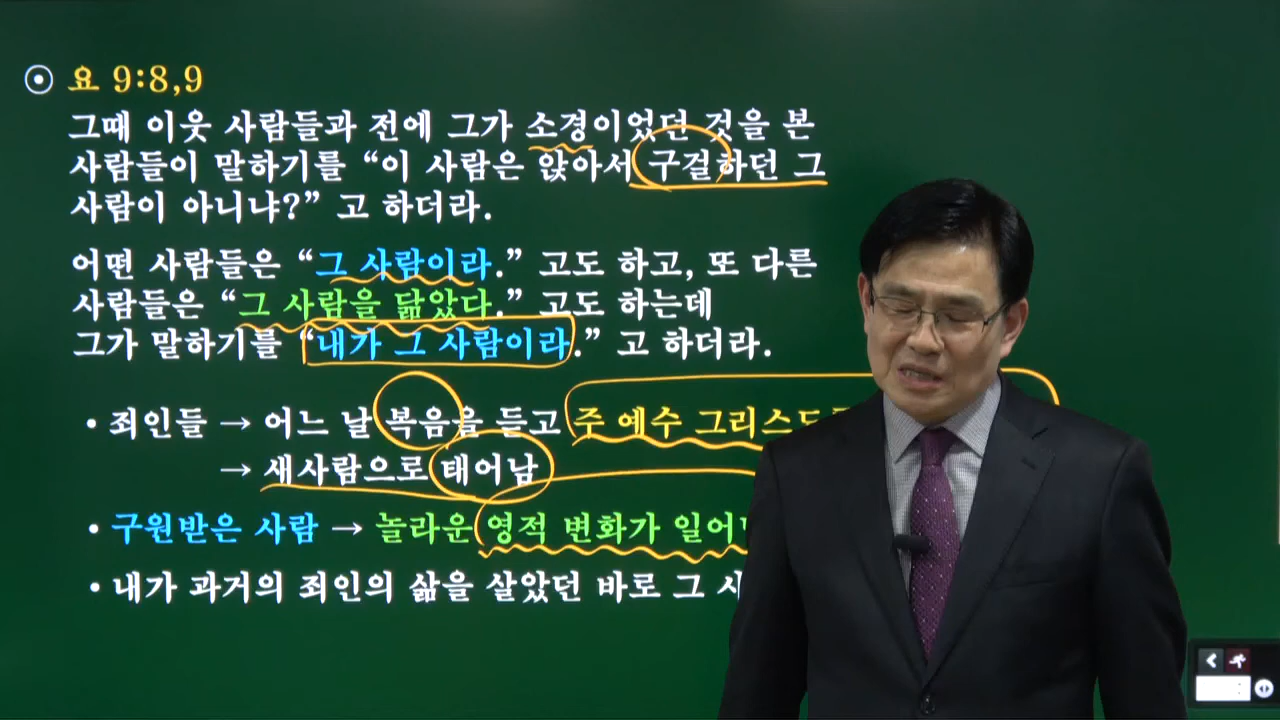 ⊙ 요 9:8,9
그때 이웃 사람들과 전에 그가 소경이었던 것을 본
사람들이 말하기를 “이 사람은 앉아서 구걸하던 그
사람이 아니냐?” 고 하더라.
어떤 사람들은 “그 사람이라.” 고도 하고, 또 다른
사람들은 “그 사람을 닮았다.” 고도 하는데
그가 말하기를 “내가 그 사람이라.” 고 하더라.
• 죄인들 → 어느 날 복음을 듣고 주 예수
→ 새사람으로 태어남
• 구원받은 사람 → 놀라운 영적 변화가
• 내가 과거의 죄인의 삶을 살았던 바로 그